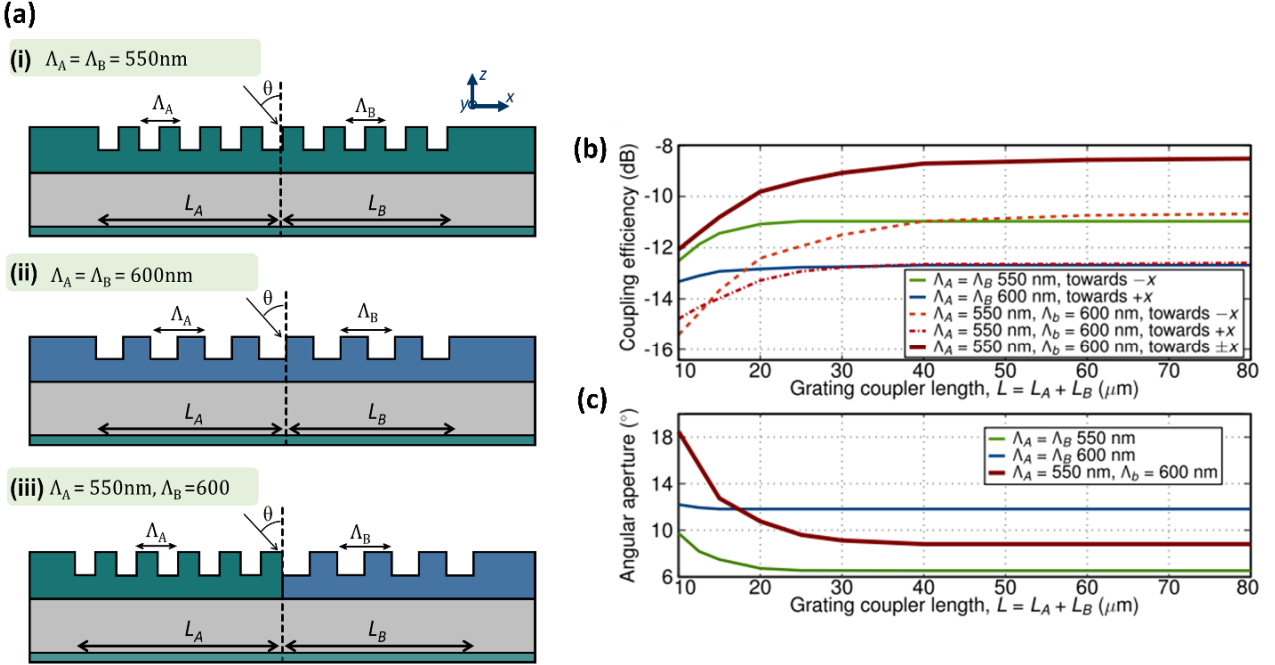 (a)
(i) Λ_A = Λ_B = 550nm
θ
z
y
x
Λ_A
Λ_B
L_A
L_B
(ii) Λ_A = Λ_B = 600nm
θ
Λ_A
Λ_B
L_A
L_B
(iii) Λ_A = 550nm, Λ_B=600
θ
Λ_A
Λ_B
L_A
L_B
(b)
Coupling efficiency (dB)
-8
-10
-12
-14
-16
Λ_A = Λ_B 550 nm, towards −x
Λ_A = Λ_B 600 nm, towards +x
Λ_A = 550 nm, Λ_b = 600 nm, towards −x
Λ_A = 550 nm, Λ_b = 600 nm, towards +x
Λ_A = 550 nm, Λ_b = 600 nm, towards ±x
10 20 30 40 50 60 70 80
Grating coupler length, L = L_A + L_B (μm)
(c)
Angular aperture (°)
18
14
10
6
Λ_A = Λ_B 550 nm
Λ_A = Λ_B 600 nm
Λ_A = 550 nm, Λ_b = 600 nm
10 20 30 40 50 60 70 80
Grating coupler length, L = L_A + L_B (μm)